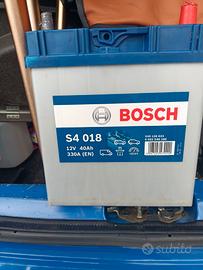 BOSCH
S4 018
12V 40Ah
330A (EN)
subito